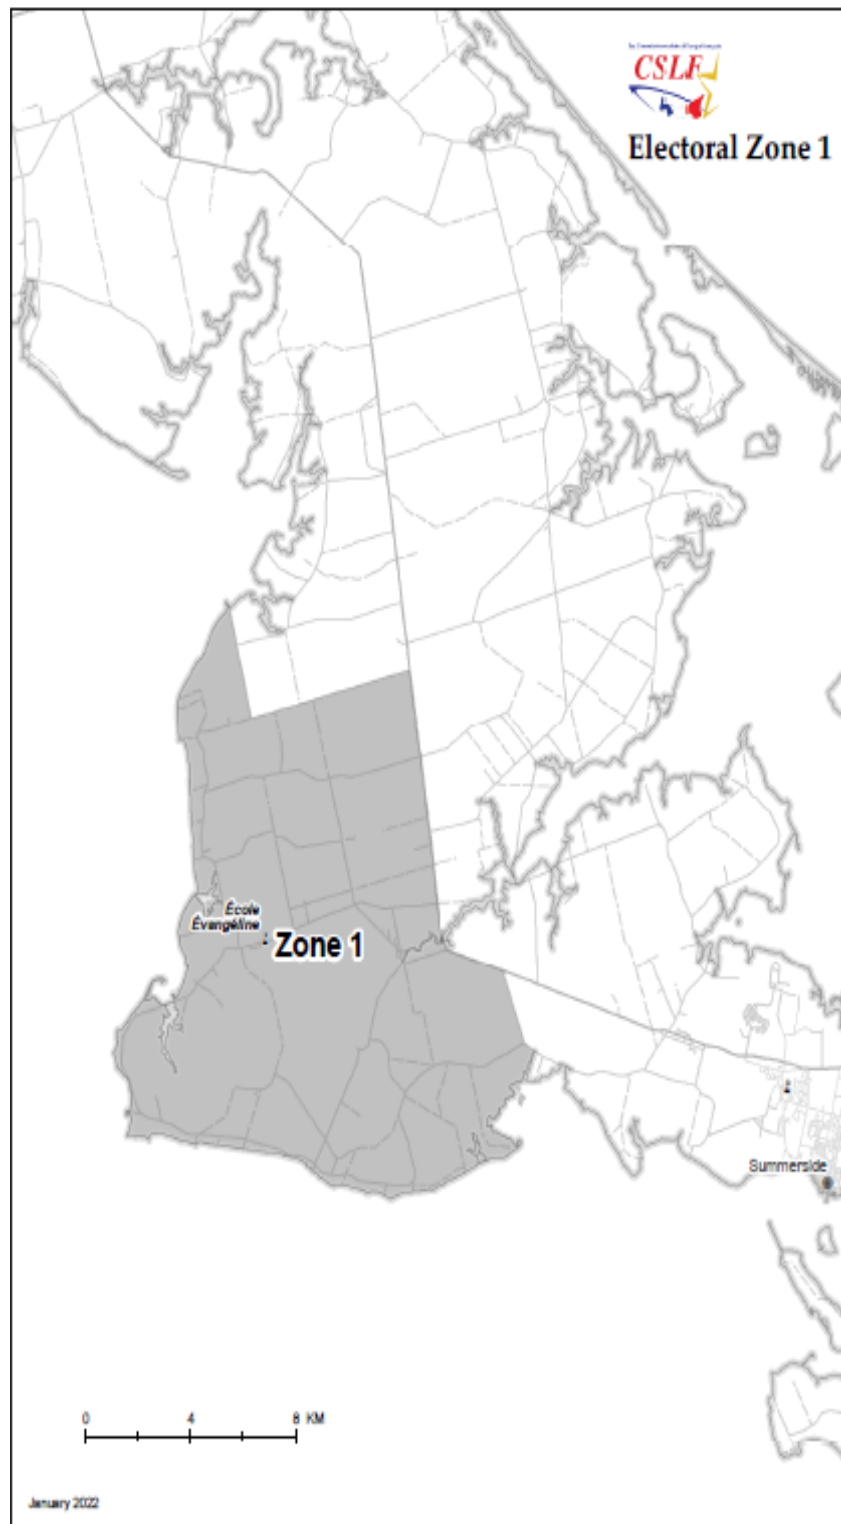 CSLF
Electoral Zone 1
École
Évangéline
Zone 1
Summerside
0 4 8 KM
January 2022